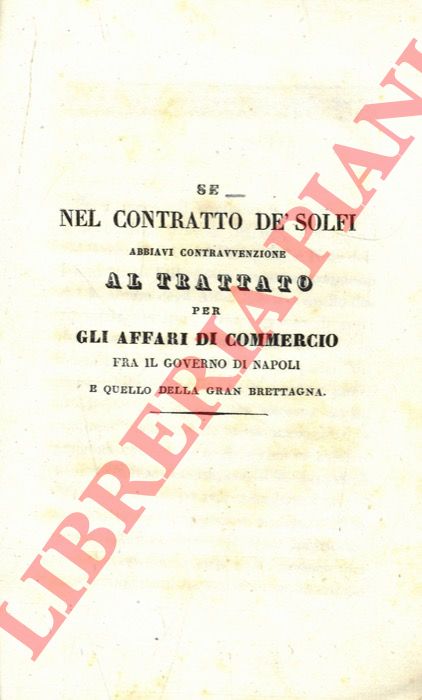 SE
NEL CONTRATTO DE' SOLFI
ABBIAVI CONTRAVVENZIONE
AL TRATTATO
PER
GLI AFFARI DI COMMERCIO
FRA IL GOVERNO DI NAPOLI
E QUELLO DELLA GRAN BRETTAGNA.
LIBRERIA PIANI